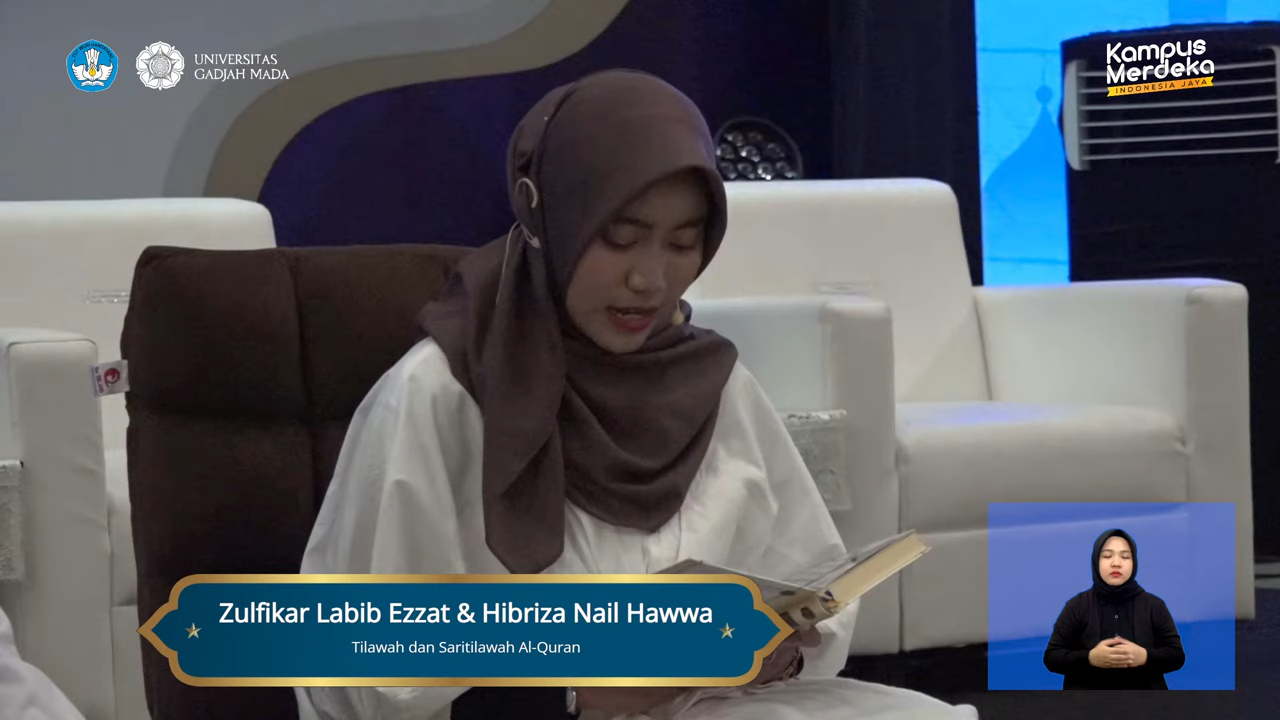 UNIVERSITAS
GADJAH MADA
Kampus
Merdeka
INDONESIA JAYA
Zulfikar Labib Ezzat & Hibriza Nail Hawwa
Tilawah dan Saritilawah Al-Quran